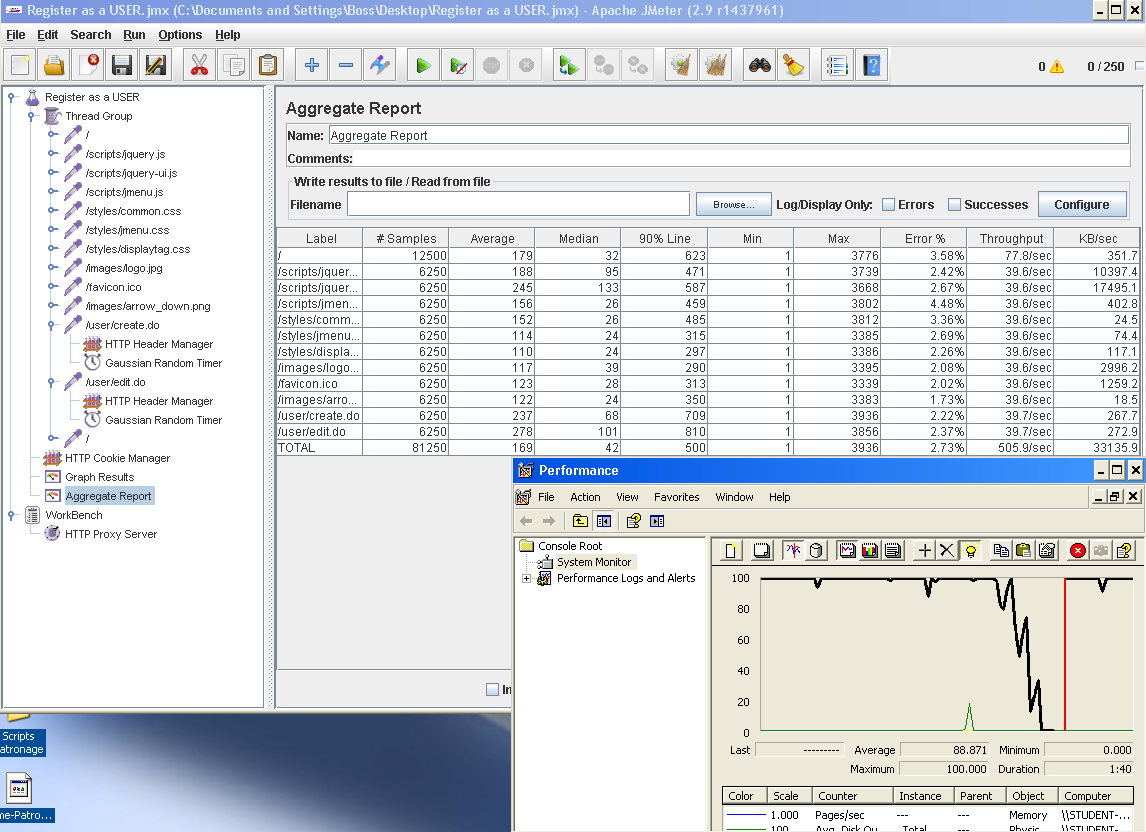 Register as a USER.jmx (C:\Documents and Settings\Boss\Desktop\Register as a USER.jmx) - Apache JMeter (2.9 r1437961)
File Edit Search Run Options Help
0 0 / 250
Register as a USER
Thread Group
/
/scripts/jquery.js
/scripts/jquery-ui.js
/scripts/jmenu.js
/styles/common.css
/styles/jmenu.css
/styles/displaytag.css
/images/logo.jpg
/favicon.ico
/images/arrow_down.png
/user/create.do
HTTP Header Manager
Gaussian Random Timer
/user/edit.do
HTTP Header Manager
Gaussian Random Timer
/
HTTP Cookie Manager
Graph Results
Aggregate Report
WorkBench
HTTP Proxy Server
Aggregate Report
Name: Aggregate Report
Comments:
Write results to file / Read from file
Filename Browse... Log/Display Only: Errors Successes Configure
Label # Samples Average Median 90% Line Min Max Error % Throughput KB/sec
/ 12500 179 32 623 1 3776 3.58% 77.8/sec 351.7
/scripts/jquer... 6250 188 95 471 1 3739 2.42% 39.6/sec 10397.4
/scripts/jquer... 6250 245 133 587 1 3668 2.67% 39.6/sec 17495.1
/scripts/jmen... 6250 156 26 459 1 3802 4.48% 39.6/sec 402.8
/styles/comm... 6250 152 26 485 1 3812 3.36% 39.6/sec 24.5
/styles/jmenu... 6250 114 24 315 1 3385 2.69% 39.6/sec 74.4
/styles/displa... 6250 110 24 297 1 3386 2.26% 39.6/sec 117.1
/images/logo... 6250 117 39 290 1 3395 2.08% 39.6/sec 2996.2
/favicon.ico 6250 123 28 313 1 3339 2.02% 39.6/sec 1259.2
/images/arro... 6250 122 24 350 1 3383 1.73% 39.6/sec 18.5
/user/create.do 6250 237 68 709 1 3936 2.22% 39.7/sec 267.7
/user/edit.do 6250 278 101 810 1 3856 2.37% 39.7/sec 272.9
TOTAL 81250 169 42 500 1 3936 2.73% 505.9/sec 33135.9
In
Performance
File Action View Favorites Window Help
Console Root
System Monitor
Performance Logs and Alerts
100
80
60
40
20
0
Last --------- Average 88.871 Minimum 0.000
Maximum 100.000 Duration 1:40
Color Scale Counter Instance Parent Object Computer
1.000 Pages/sec --- --- Memory \\STUDENT-...
100 Avg. Disk Qu Total --- Physic \\STUDENT-
Scripts
atronage
me-Patro...